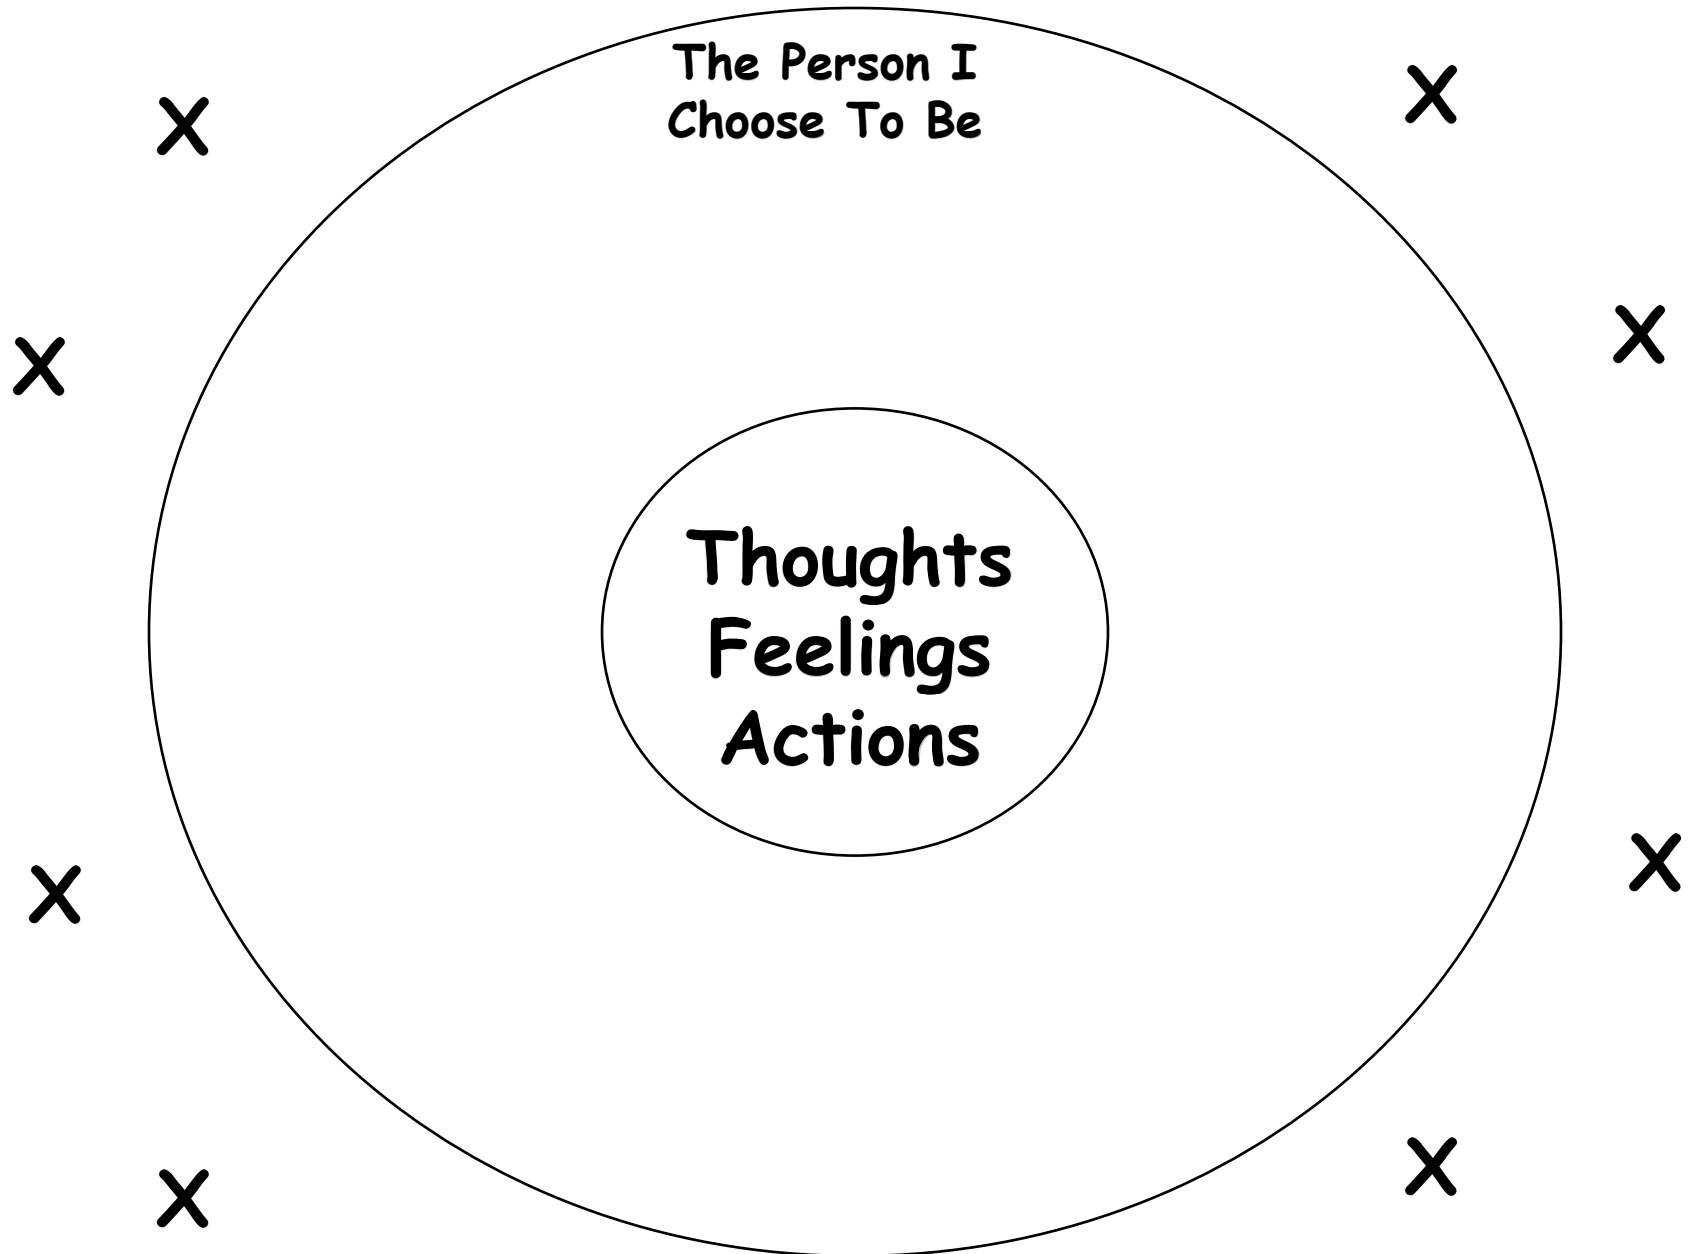 The Person I
Choose To Be
X
X
X
X
Thoughts
Feelings
Actions
X
X
X
X